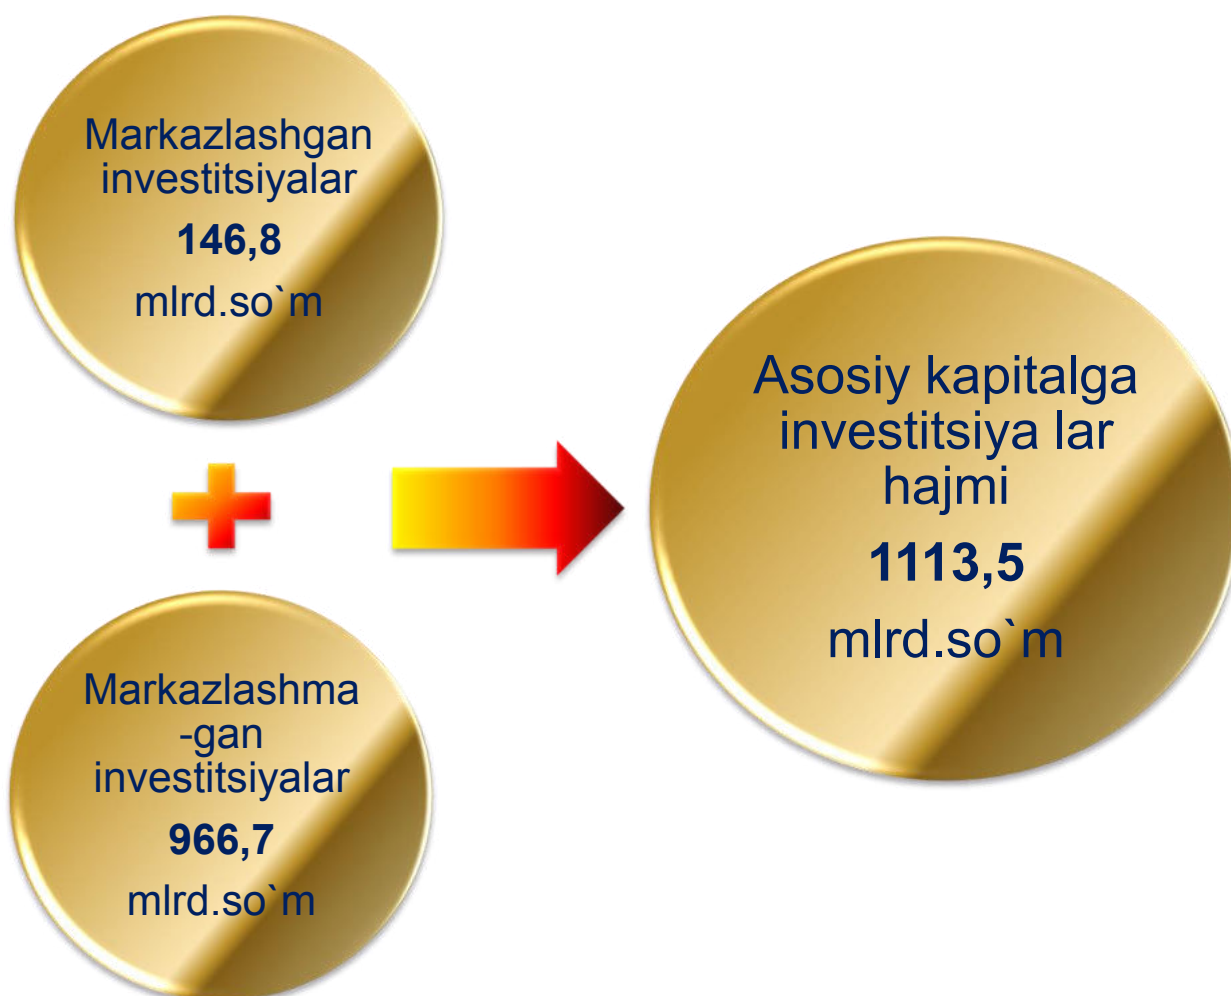 Markazlashgan
investitsiyalar
146,8
mlrd.so`m
Markazlashma
-gan
investitsiyalar
966,7
mlrd.so`m
Asosiy kapitalga
investitsiya lar
hajmi
1113,5
mlrd.so`m